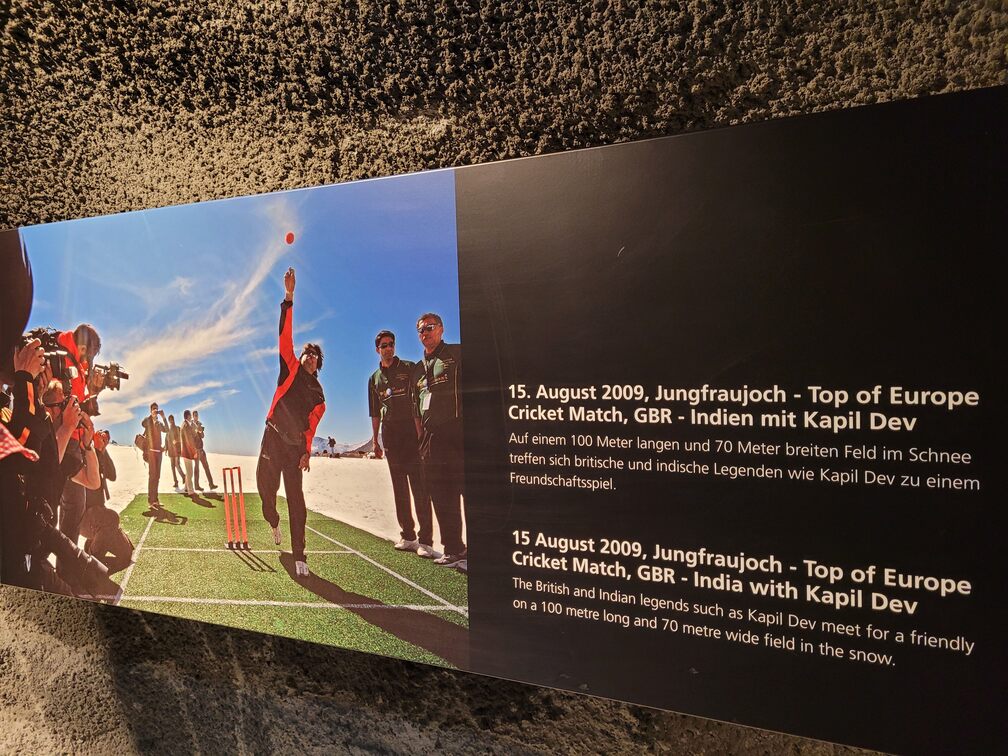 15. August 2009, Jungfraujoch - Top of Europe
Cricket Match, GBR - Indien mit Kapil Dev
Auf einem 100 Meter langen und 70 Meter breiten Feld im Schnee
treffen sich britische und indische Legenden wie Kapil Dev zu einem
Freundschaftsspiel.
15 August 2009, Jungfraujoch - Top of Europe
Cricket Match, GBR - India with Kapil Dev
The British and Indian legends such as Kapil Dev meet for a friendly
on a 100 metre long and 70 metre wide field in the snow.